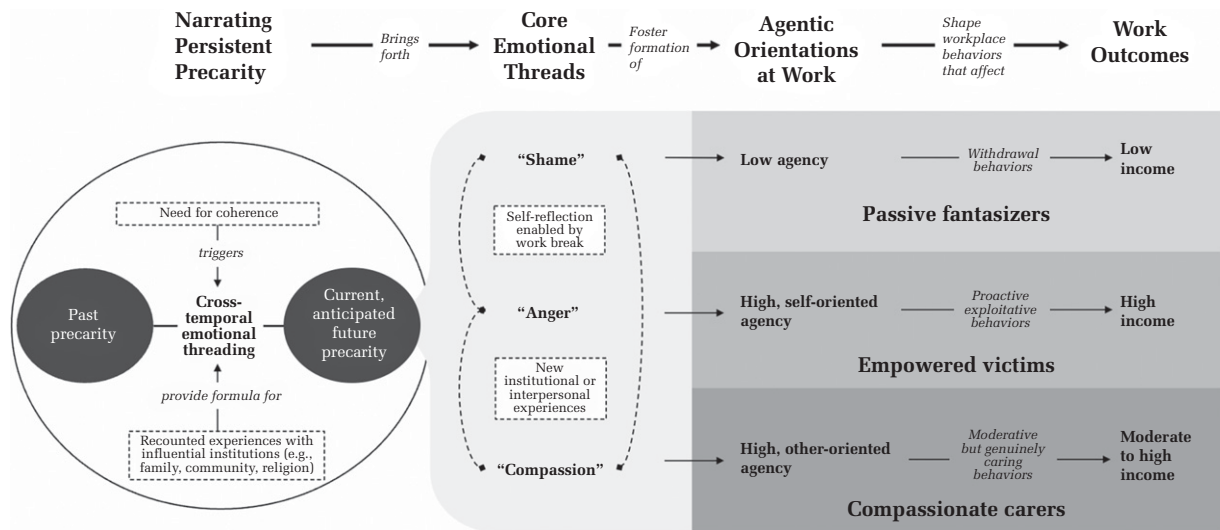 Narrating
Persistent
Precarity
Brings
forth
Core
Emotional
Threads
Foster
formation
of
Agentic
Orientations
at Work
Shape
workplace
behaviors
that affect
Work
Outcomes
Need for coherence
triggers
Past
precarity
Cross-
temporal
emotional
threading
Current,
anticipated
future
precarity
provide formula for
Recounted experiences with
influential institutions (e.g.,
family, community, religion)
“Shame”
Self-reflection
enabled by
work break
“Anger”
New
institutional or
interpersonal
experiences
“Compassion”
Low agency
Withdrawal
behaviors
Low
income
Passive fantasizers
High, self-oriented
agency
Proactive
exploitative
behaviors
High
income
Empowered victims
High, other-oriented
agency
Moderative
but genuinely
caring
behaviors
Moderate
to high
income
Compassionate carers